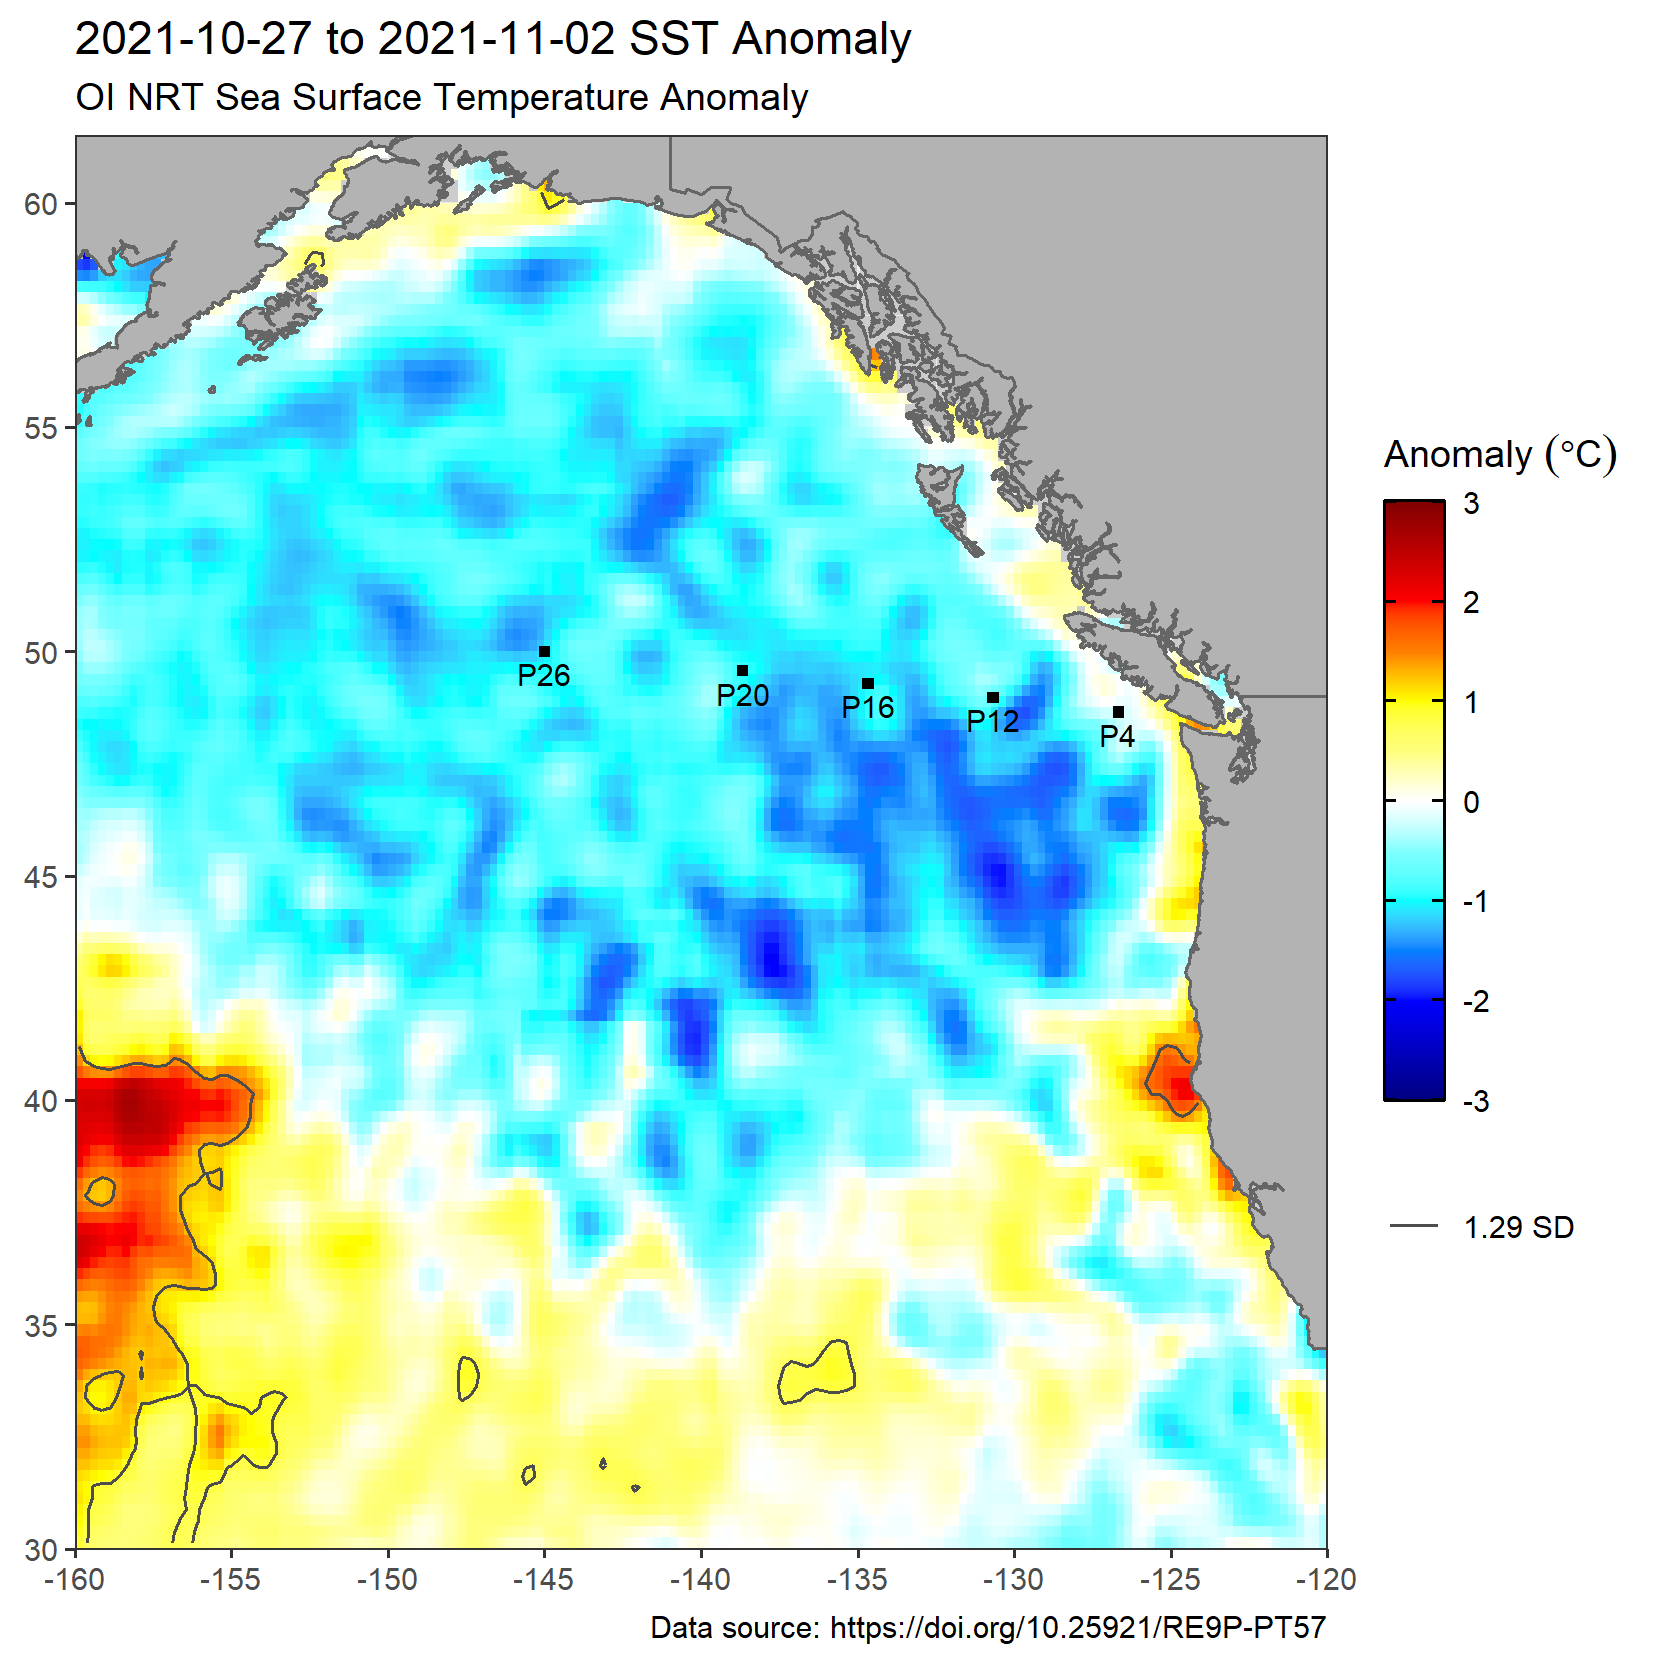 2021-10-27 to 2021-11-02 SST Anomaly
OI NRT Sea Surface Temperature Anomaly
60
55
50
45
40
35
30
-160
-155
-150
-145
-140
-135
-130
-125
-120
P26
P20
P16
P12
P4
Anomaly (°C)
3
2
1
0
-1
-2
-3
1.29 SD
Data source: https://doi.org/10.25921/RE9P-PT57